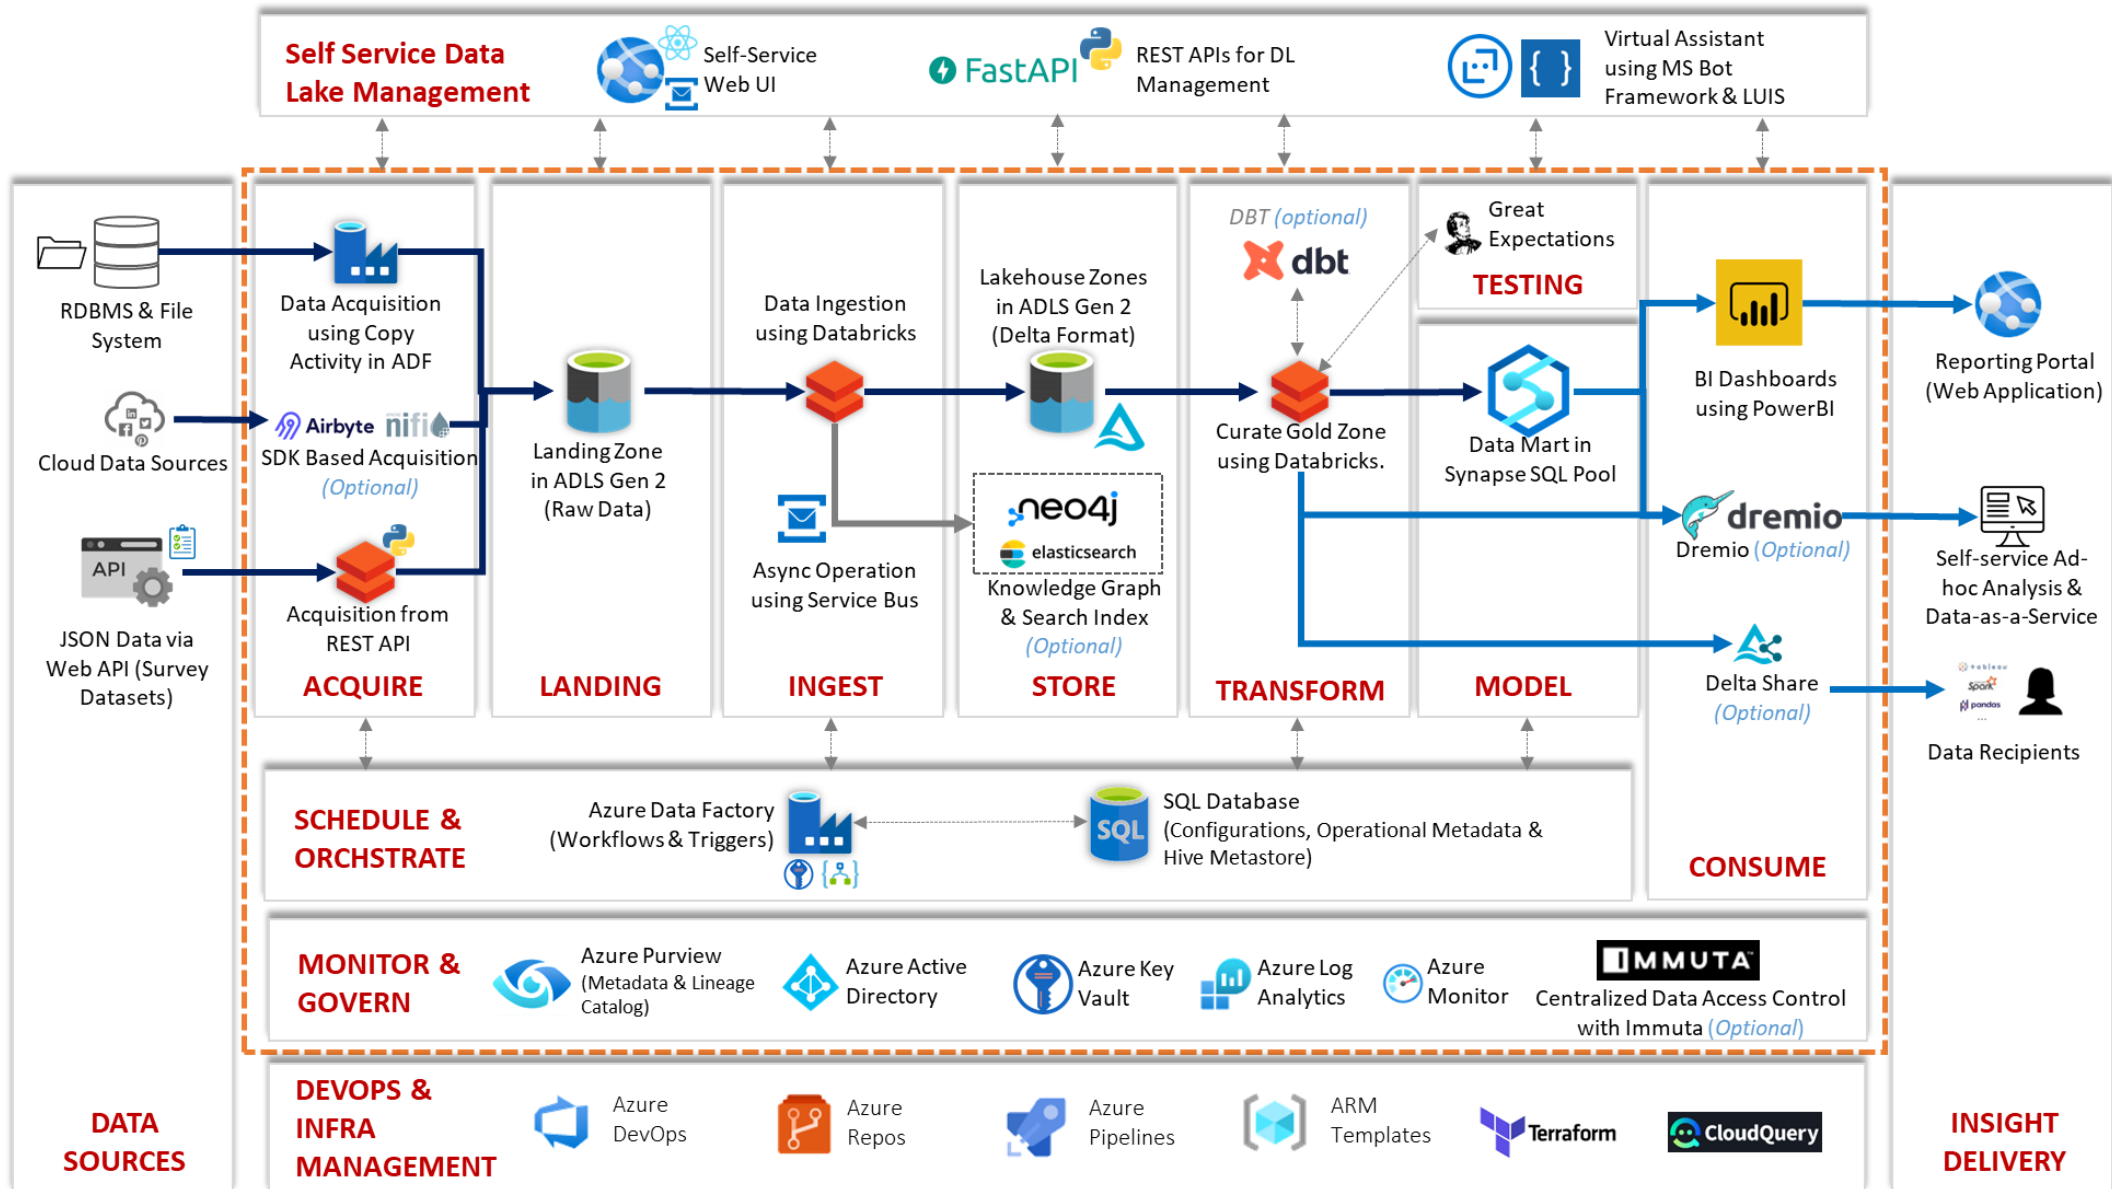 Self Service Data
Lake Management
Self-Service
Web UI
FastAPI
REST APIs for DL
Management
Virtual Assistant
using MS Bot
Framework & LUIS
RDBMS & File
System
Cloud Data Sources
API
JSON Data via
Web API (Survey
Datasets)
DATA
SOURCES
Data Acquisition
using Copy
Activity in ADF
Airbyte
nifi
SDK Based Acquisition
(Optional)
Acquisition from
REST API
ACQUIRE
Landing Zone
in ADLS Gen 2
(Raw Data)
LANDING
Data Ingestion
using Databricks
Async Operation
using Service Bus
INGEST
Lakehouse Zones
in ADLS Gen 2
(Delta Format)
neo4j
elasticsearch
Knowledge Graph
& Search Index
(Optional)
STORE
DBT (optional)
dbt
Curate Gold Zone
using Databricks.
TRANSFORM
Great
Expectations
TESTING
Data Mart in
Synapse SQL Pool
MODEL
BI Dashboards
using PowerBI
dremio
Dremio (Optional)
Delta Share
(Optional)
CONSUME
Reporting Portal
(Web Application)
Self-service Ad-
hoc Analysis &
Data-as-a-Service
+ a b l e a u
Spark
pandas
...
Data Recipients
INSIGHT
DELIVERY
SCHEDULE &
ORCHSTRATE
Azure Data Factory
(Workflows & Triggers)
SQL
SQL Database
(Configurations, Operational Metadata &
Hive Metastore)
MONITOR &
GOVERN
Azure Purview
(Metadata & Lineage
Catalog)
Azure Active
Directory
Azure Key
Vault
Azure Log
Analytics
Azure
Monitor
IMMUTA
Centralized Data Access Control
with Immuta (Optional)
DEVOPS &
INFRA
MANAGEMENT
Azure
DevOps
Azure
Repos
Azure
Pipelines
ARM
Templates
Terraform
CloudQuery